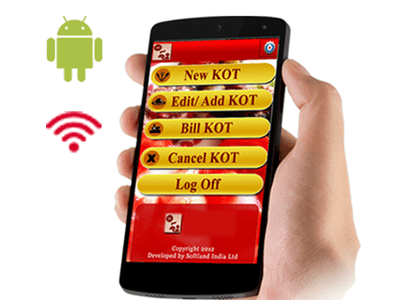 New KOT
Edit/ Add KOT
Bill KOT
Cancel KOT
Log Off
Copyright 2012
Developed by Softland India Ltd